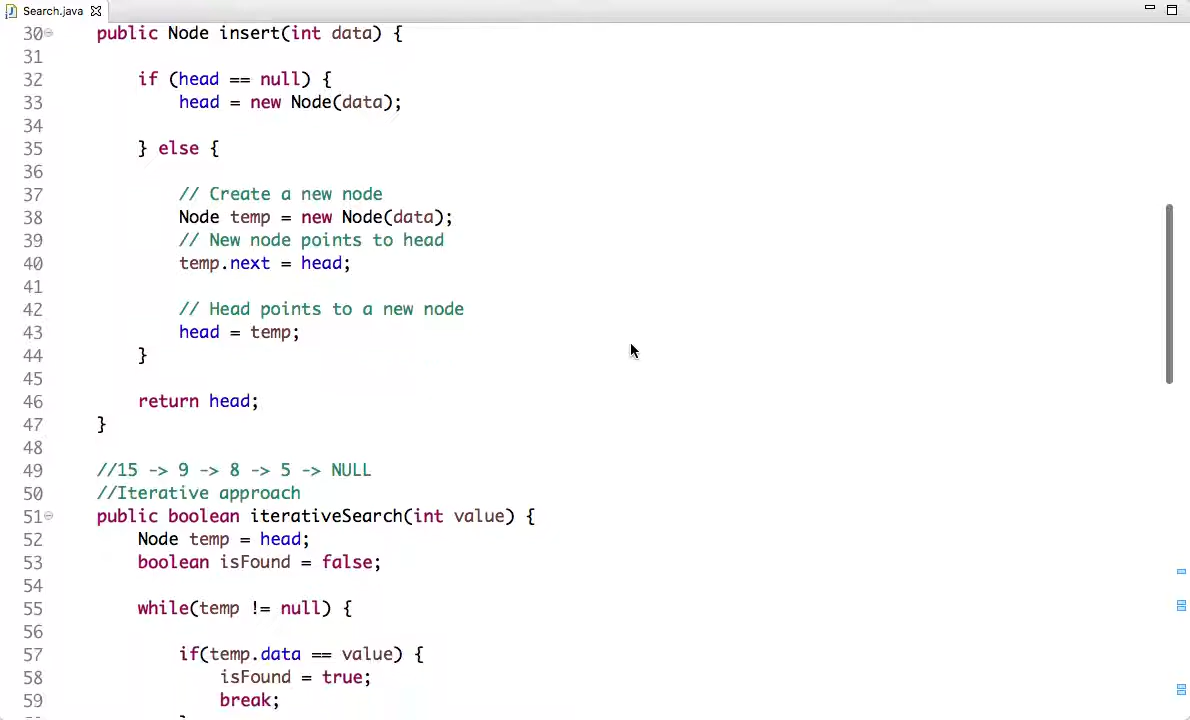 Search.java
30 public Node insert(int data) {
31
32 if (head == null) {
33 head = new Node(data);
34
35 } else {
36
37 // Create a new node
38 Node temp = new Node(data);
39 // New node points to head
40 temp.next = head;
41
42 // Head points to a new node
43 head = temp;
44 }
45
46 return head;
47 }
48
49 //15 -> 9 -> 8 -> 5 -> NULL
50 //Iterative approach
51 public boolean iterativeSearch(int value) {
52 Node temp = head;
53 boolean isFound = false;
54
55 while(temp != null) {
56
57 if(temp.data == value) {
58 isFound = true;
59 break;